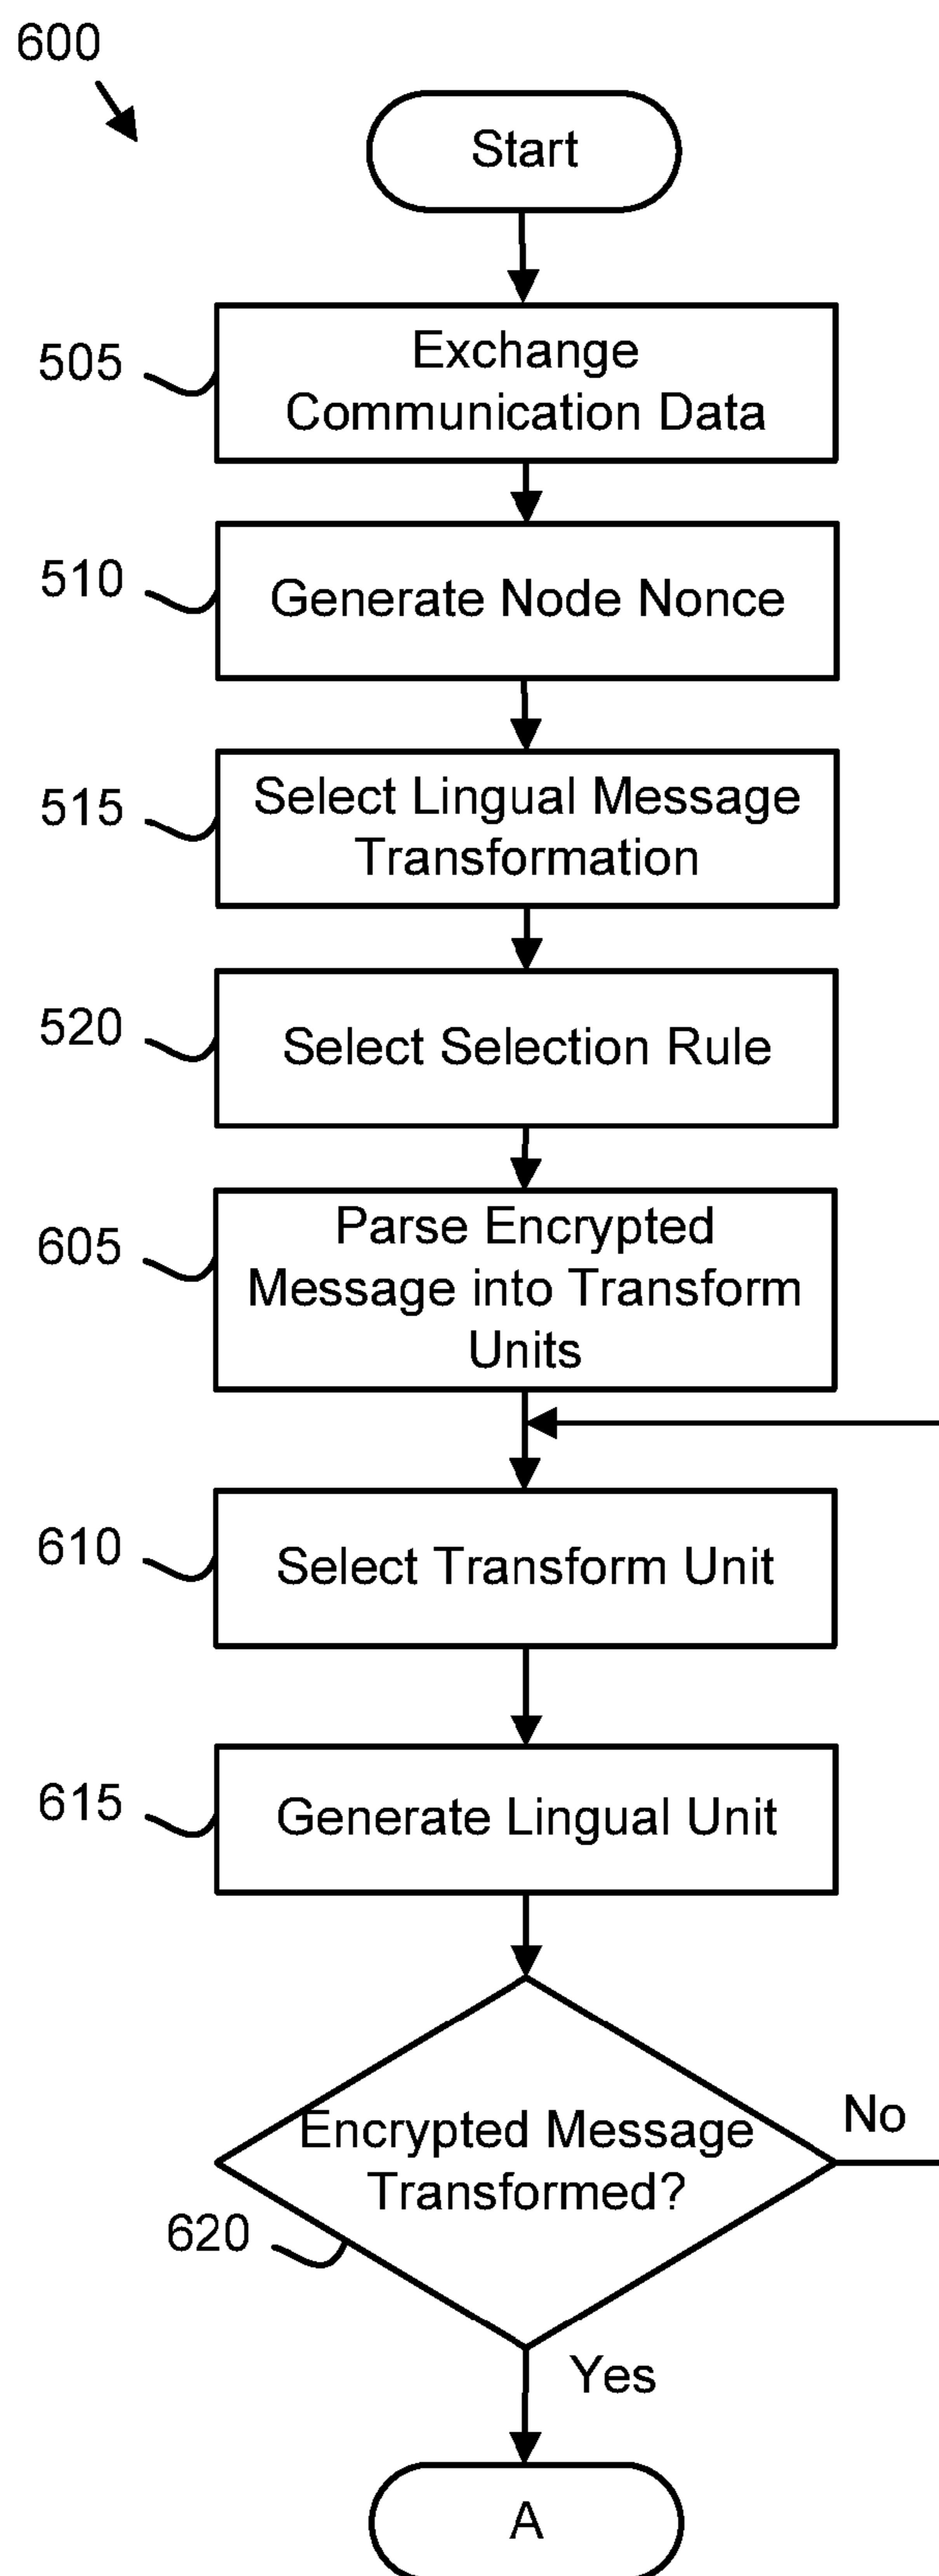 600
Start
505
Exchange
Communication Data
510
Generate Node Nonce
515
Select Lingual Message
Transformation
520
Select Selection Rule
605
Parse Encrypted
Message into Transform
Units
610
Select Transform Unit
615
Generate Lingual Unit
Encrypted Message
Transformed?
No
620
Yes
A